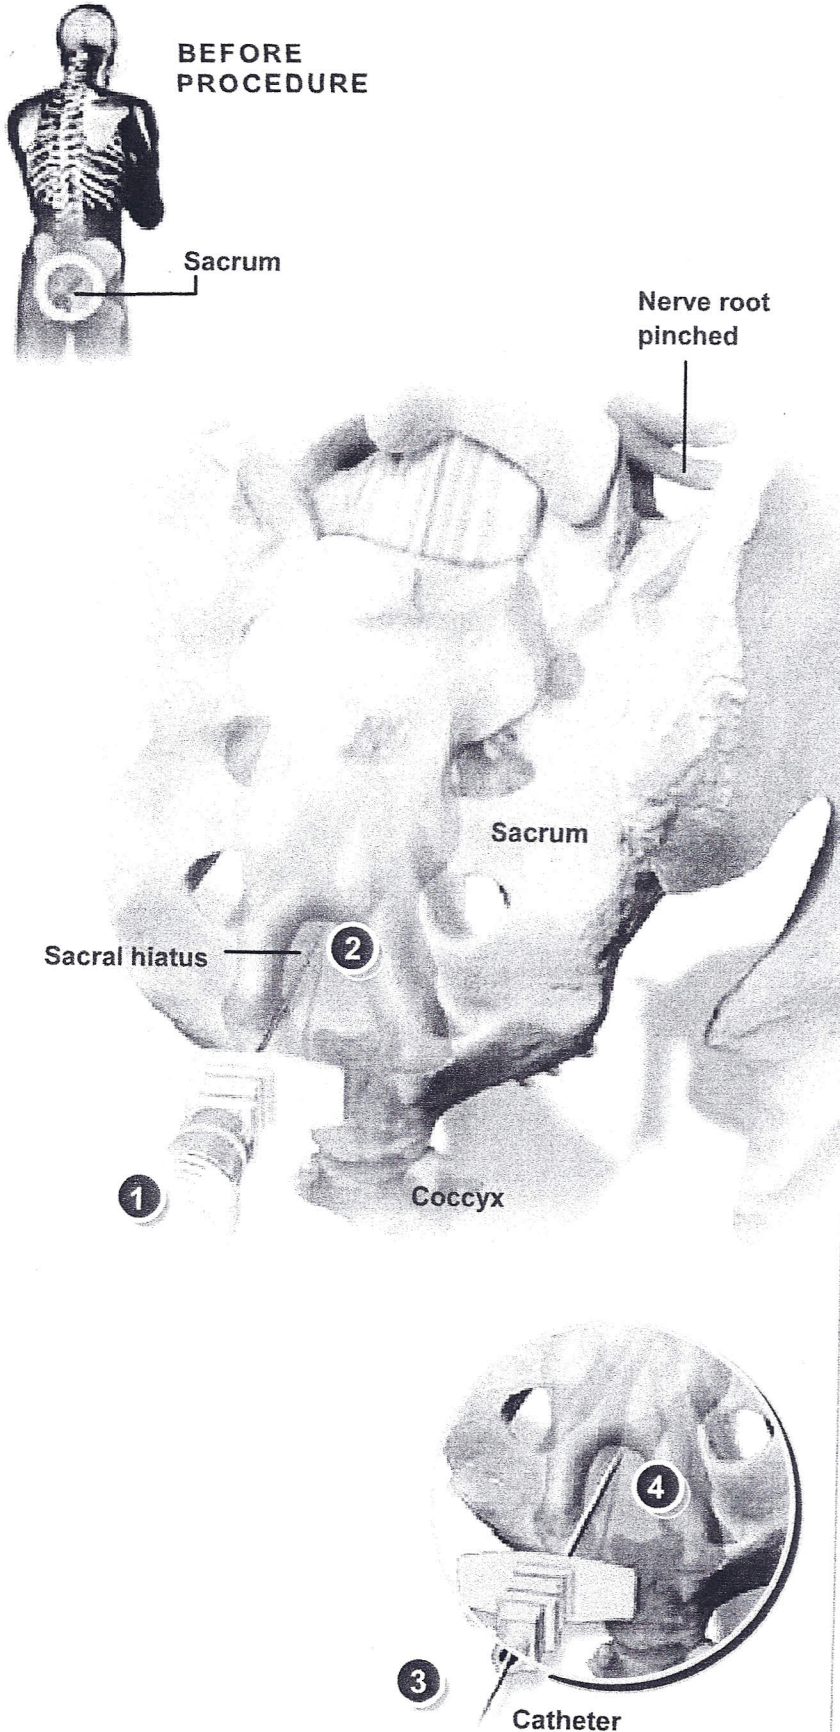 BEFORE
PROCEDURE
Sacrum
Nerve root
pinched
Sacrum
Sacral hiatus
2
1
Coccyx
4
3
Catheter